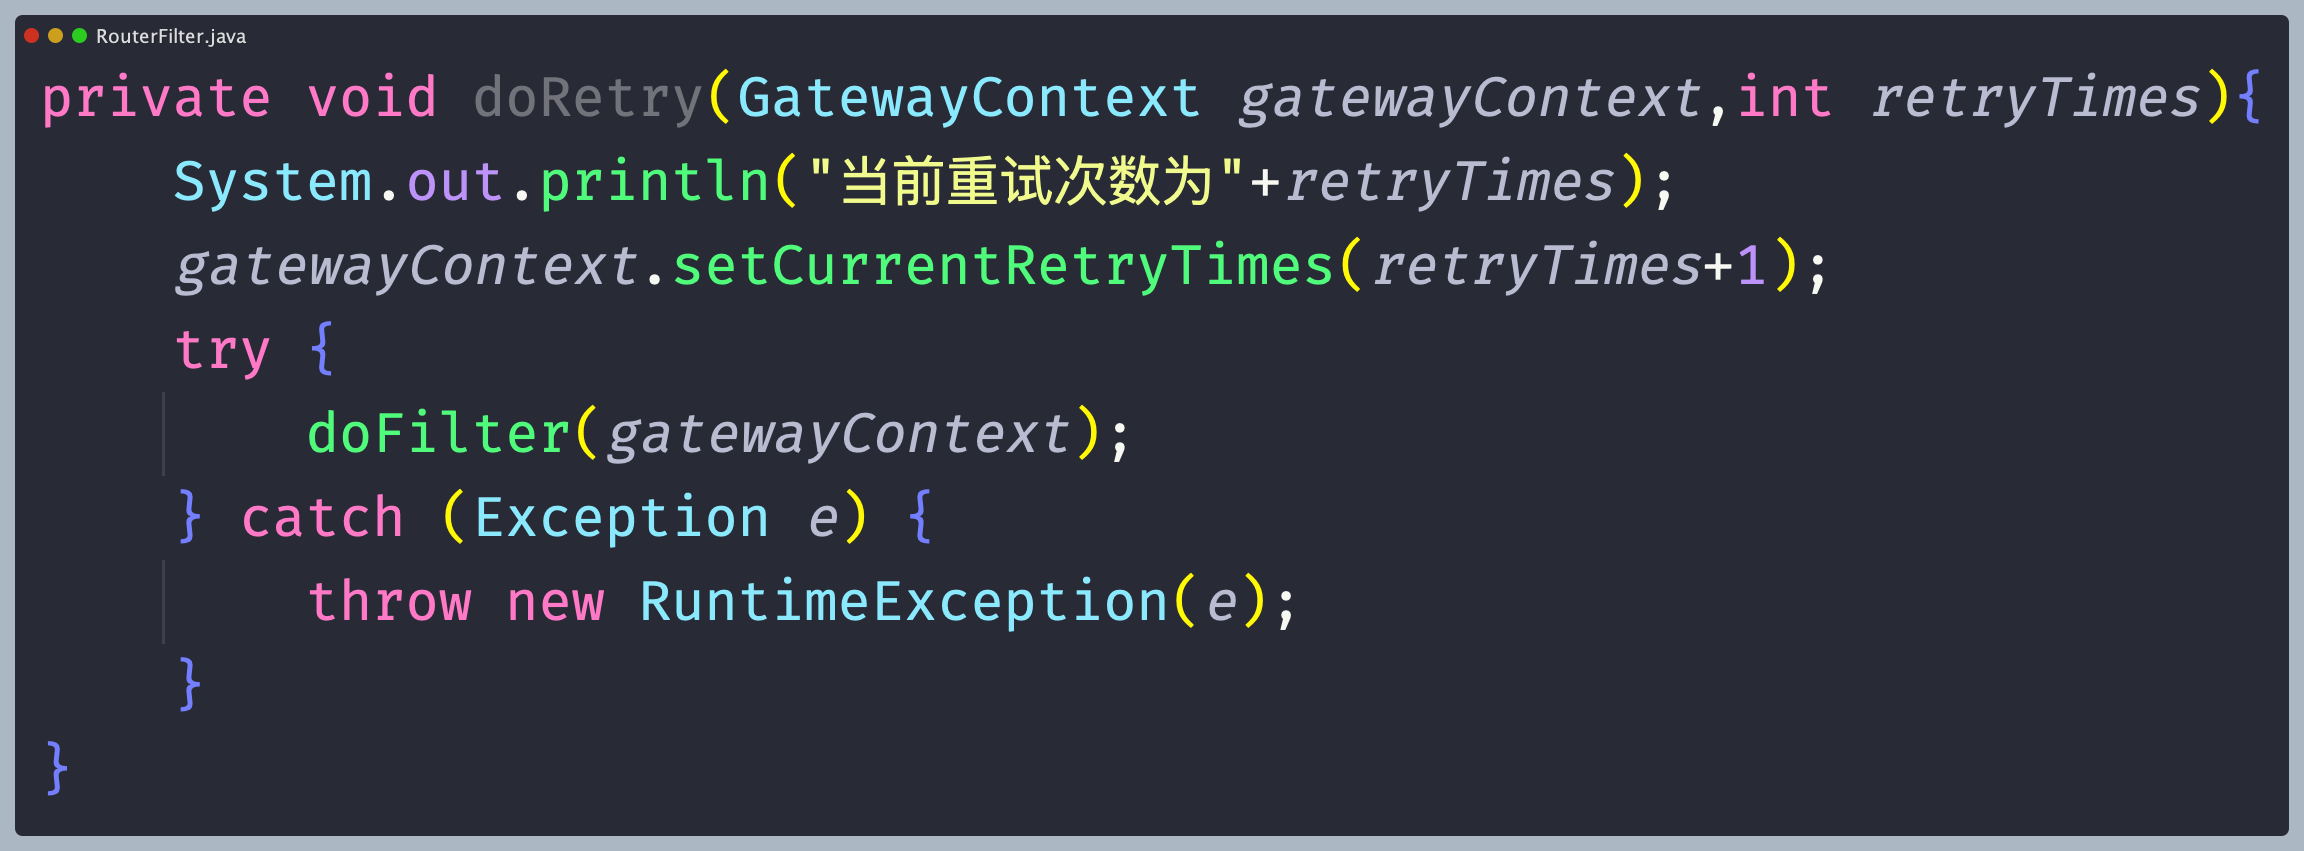 RouterFilter.java
private void doRetry(GatewayContext gatewayContext,int retryTimes){
    System.out.println("当前重试次数为"+retryTimes);
    gatewayContext.setCurrentRetryTimes(retryTimes+1);
    try {
        doFilter(gatewayContext);
    } catch (Exception e) {
        throw new RuntimeException(e);
    }
}